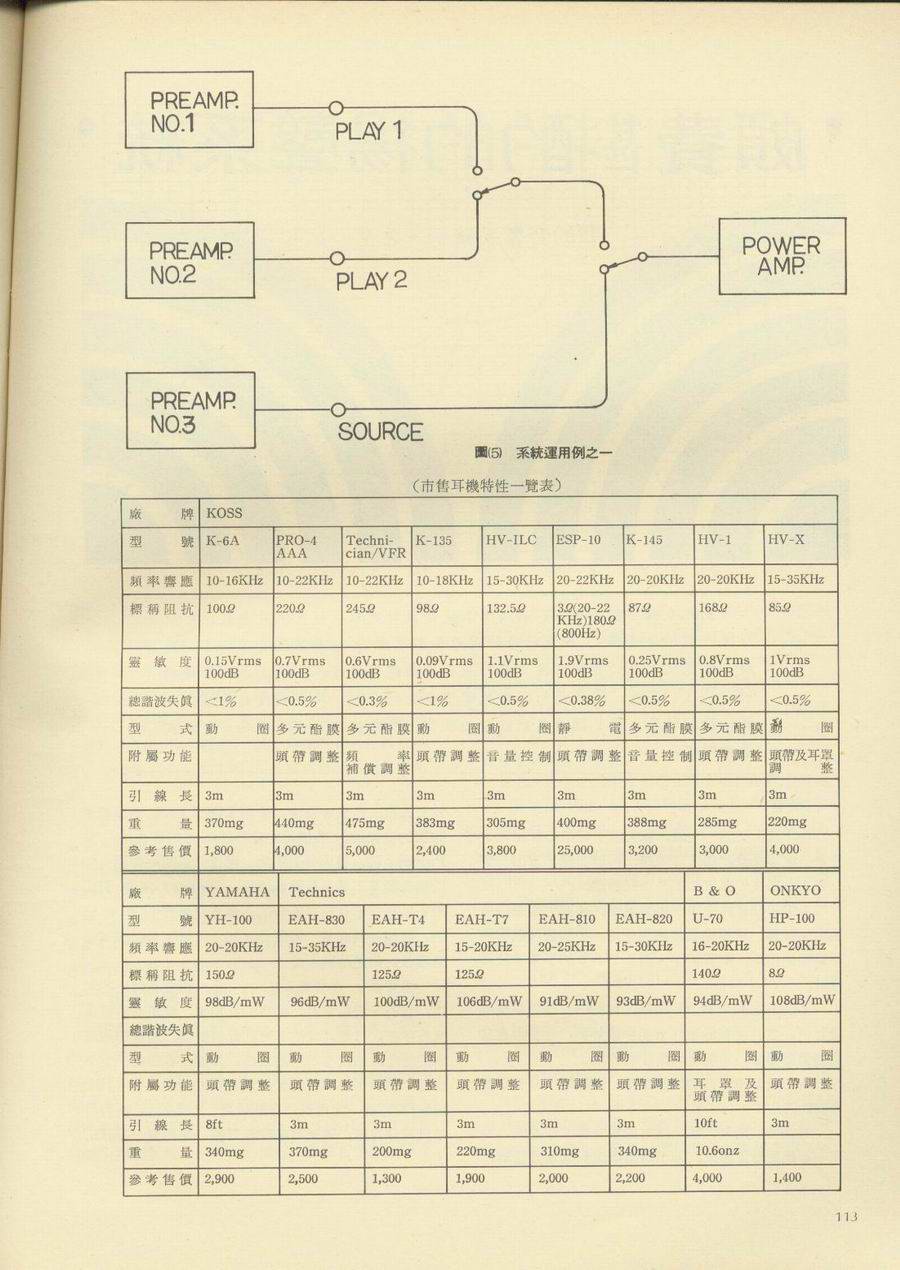 PREAMP.
NO.1
PLAY 1
PREAMP.
NO.2
PLAY 2
POWER
AMP.
PREAMP.
NO.3
SOURCE
圖(5) 系統運用例之一
(市售耳機特性一覽表)
廠牌 KOSS
型號 K-6A PRO-4 AAA Techni-cian/VFR K-135 HV-ILC ESP-10 K-145 HV-1 HV-X
頻率響應 10-16KHz 10-22KHz 10-22KHz 10-18KHz 15-30KHz 20-22KHz 20-20KHz 20-20KHz 15-35KHz
標稱阻抗 100Ω 220Ω 245Ω 98Ω 132.5Ω 3Ω(20-22 KHz)180Ω (800Hz) 87Ω 168Ω 85Ω
靈敏度 0.15Vrms 100dB 0.7Vrms 100dB 0.6Vrms 100dB 0.09Vrms 100dB 1.1Vrms 100dB 1.9Vrms 100dB 0.25Vrms 100dB 0.8Vrms 100dB 1Vrms 100dB
總諧波失眞 <1% <0.5% <0.3% <1% <0.5% <0.38% <0.5% <0.5% <0.5%
型式 動圈 多元酯膜 多元酯膜 動圈 動圈 靜電 多元酯膜 多元酯膜 動圈
附屬功能 頭帶調整 頻率補償調整 頭帶調整 音量控制 頭帶調整 音量控制 頭帶調整 頭帶及耳罩調整
引線長 3m 3m 3m 3m 3m 3m 3m 3m 3m
重量 370mg 440mg 475mg 383mg 305mg 400mg 388mg 285mg 220mg
參考售價 1,800 4,000 5,000 2,400 3,800 25,000 3,200 3,000 4,000
廠牌 YAMAHA Technics B & O ONKYO
型號 YH-100 EAH-830 EAH-T4 EAH-T7 EAH-810 EAH-820 U-70 HP-100
頻率響應 20-20KHz 15-35KHz 20-20KHz 15-20KHz 20-25KHz 15-30KHz 16-20KHz 20-20KHz
標稱阻抗 150Ω 125Ω 125Ω 140Ω 8Ω
靈敏度 98dB/mW 96dB/mW 100dB/mW 106dB/mW 91dB/mW 93dB/mW 94dB/mW 108dB/mW
總諧波失眞
型式 動圈 動圈 動圈 動圈 動圈 動圈 動圈 動圈
附屬功能 頭帶調整 頭帶調整 頭帶調整 頭帶調整 頭帶調整 頭帶調整 耳罩及頭帶調整 頭帶調整
引線長 8ft 3m 3m 3m 3m 3m 10ft 3m
重量 340mg 370mg 200mg 220mg 310mg 340mg 10.6onz
參考售價 2,900 2,500 1,300 1,900 2,000 2,200 4,000 1,400
113